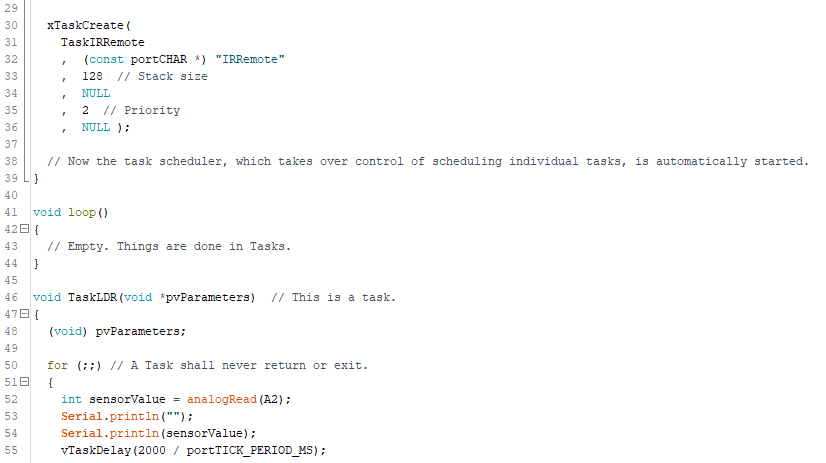 29
30 xTaskCreate(
31 TaskIRRemote
32 , (const portCHAR *) "IRRemote"
33 , 128 // Stack size
34 , NULL
35 , 2 // Priority
36 , NULL );
37
38 // Now the task scheduler, which takes over control of scheduling individual tasks, is automatically started.
39 }
40
41 void loop()
42 {
43 // Empty. Things are done in Tasks.
44 }
45
46 void TaskLDR(void *pvParameters) // This is a task.
47 {
48 (void) pvParameters;
49
50 for (;;) // A Task shall never return or exit.
51 {
52 int sensorValue = analogRead(A2);
53 Serial.println("");
54 Serial.println(sensorValue);
55 vTaskDelay(2000 / portTICK_PERIOD_MS);